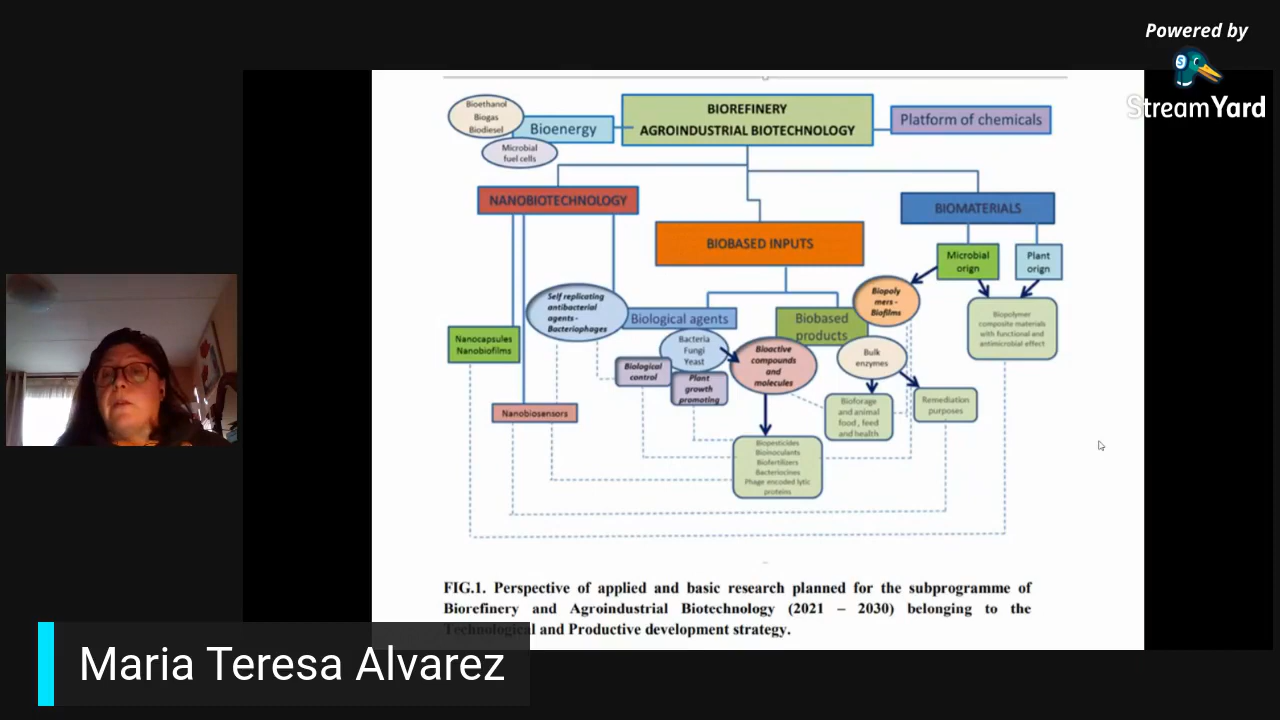 Powered by
StreamYard
BIOREFINERY
AGROINDUSTRIAL BIOTECHNOLOGY
Bioethanol
Biogas
Biodiesel
Bioenergy
Microbial
fuel cells
Platform of chemicals
NANOBIOTECHNOLOGY
BIOMATERIALS
BIOBASED INPUTS
Microbial
orign
Plant
orign
Self replicating
antibacterial
agents -
Bacteriophages
Biological agents
Biobased
products
Biopoly
mers -
Biofilms
Biopolymer
composite materials
with functional and
antimicrobial effect
Nanocapsules
Nanobiofilms
Bacteria
Fungi
Yeast
Biological
control
Plant
growth
promoting
Bioactive
compounds
and
molecules
Bulk
enzymes
Nanobiosensors
Bioforage
and animal
food , feed
and health
Remediation
purposes
Biopesticides
Bioinoculants
Biofertilizers
Bacteriocines
Phage encoded lytic
proteins
FIG.1. Perspective of applied and basic research planned for the subprogramme of
Biorefinery and Agroindustrial Biotechnology (2021 – 2030) belonging to the
Technological and Productive development strategy.
Maria Teresa Alvarez